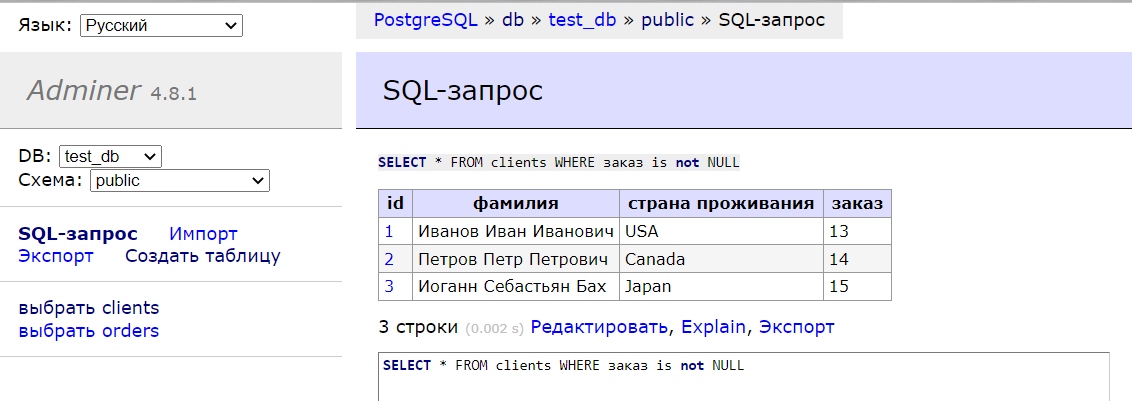 Язык: Русский
PostgreSQL » db » test_db » public » SQL-запрос
Adminer 4.8.1
SQL-запрос
DB: test_db
Схема: public
SQL-запрос Импорт
Экспорт Создать таблицу
выбрать clients
выбрать orders
SELECT * FROM clients WHERE заказ is not NULL
id фамилия страна проживания заказ
1 Иванов Иван Иванович USA 13
2 Петров Петр Петрович Canada 14
3 Иоганн Себастьян Бах Japan 15
3 строки (0.002 s) Редактировать, Explain, Экспорт
SELECT * FROM clients WHERE заказ is not NULL